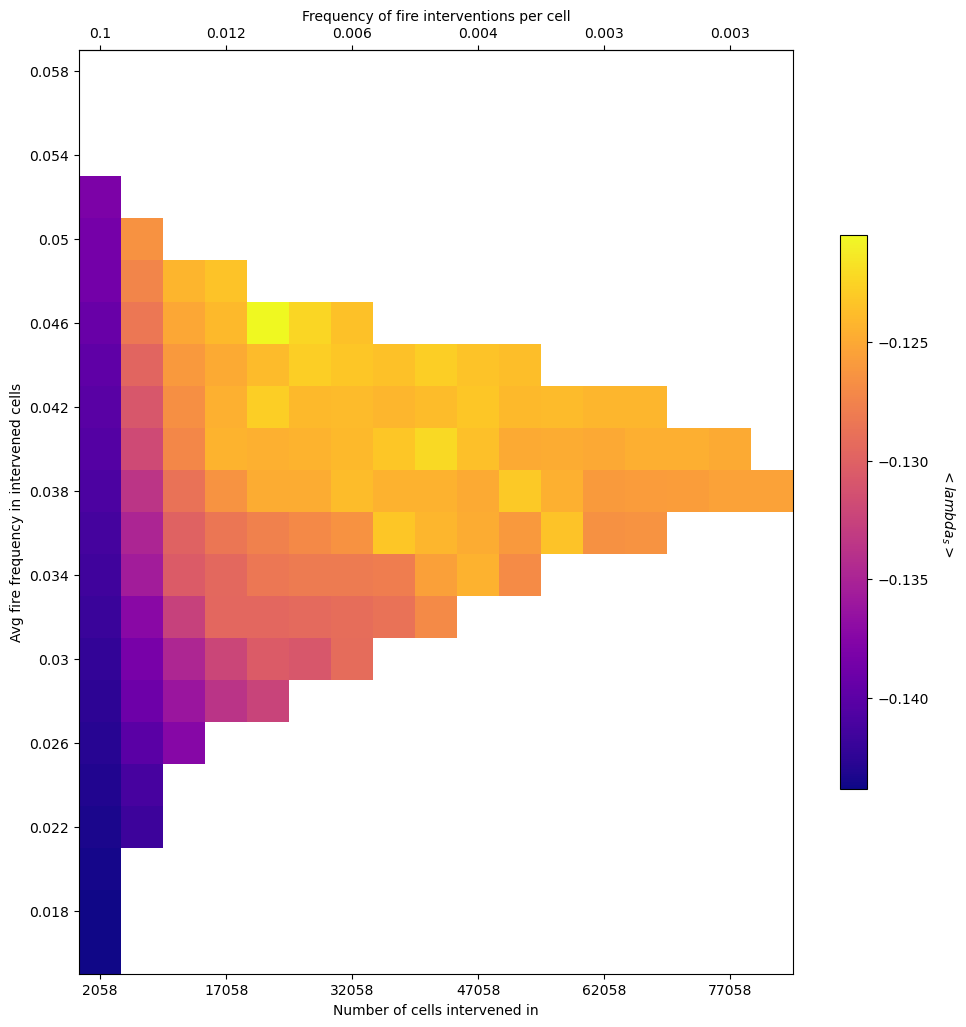 Frequency of fire interventions per cell
0.1 0.012 0.006 0.004 0.003 0.003
Avg fire frequency in intervened cells
0.058
0.054
0.05
0.046
0.042
0.038
0.034
0.03
0.026
0.022
0.018
2058 17058 32058 47058 62058 77058
Number of cells intervened in
−0.125
−0.130
−0.135
−0.140
< lambda_s >